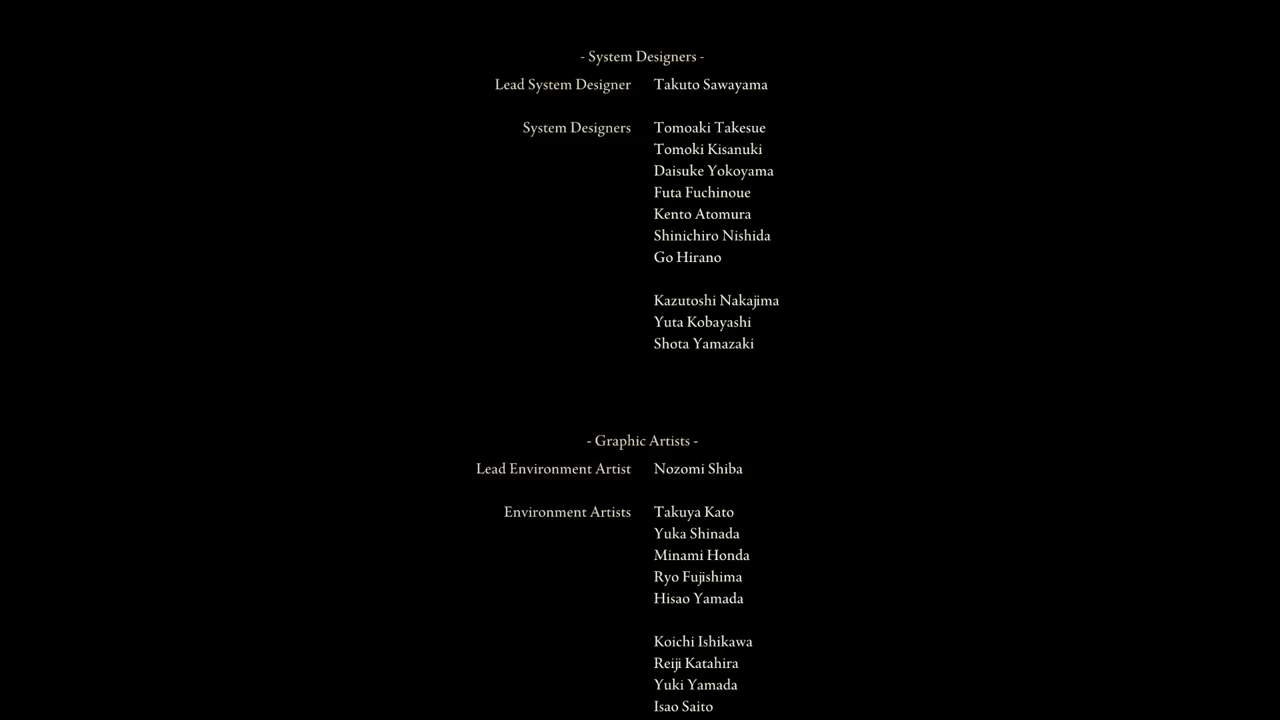 - System Designers -
Lead System Designer Takuto Sawayama
System Designers Tomoaki Takesue
Tomoki Kisanuki
Daisuke Yokoyama
Futa Fuchinoue
Kento Atomura
Shinichiro Nishida
Go Hirano
Kazutoshi Nakajima
Yuta Kobayashi
Shota Yamazaki
- Graphic Artists -
Lead Environment Artist Nozomi Shiba
Environment Artists Takuya Kato
Yuka Shinada
Minami Honda
Ryo Fujishima
Hisao Yamada
Koichi Ishikawa
Reiji Katahira
Yuki Yamada
Isao Saito